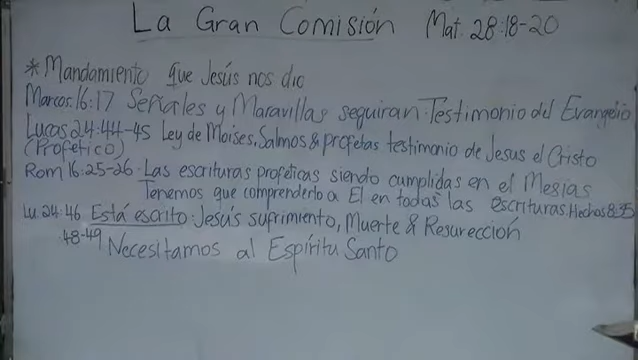 La Gran Comisión Mat. 28:18-20
*Mandamiento que Jesús nos dio
Marcos.16:17 Señales y Maravillas seguiran: Testimonio del Evangelio
Lucas 24:44-45 Ley de Moises, Salmos & profetas testimonio de Jesus el Cristo
(Profetico)
Rom 16:25-26. Las escrituras profeticas siendo cumplidas en el Mesias
Tenemos que comprenderlo a El en todas las escrituras. Hechos 8:35
Lu. 24:46 Está escrito: Jesús sufrimiento, Muerte & Resurección
:48-49 Necesitamos al Espíritu Santo